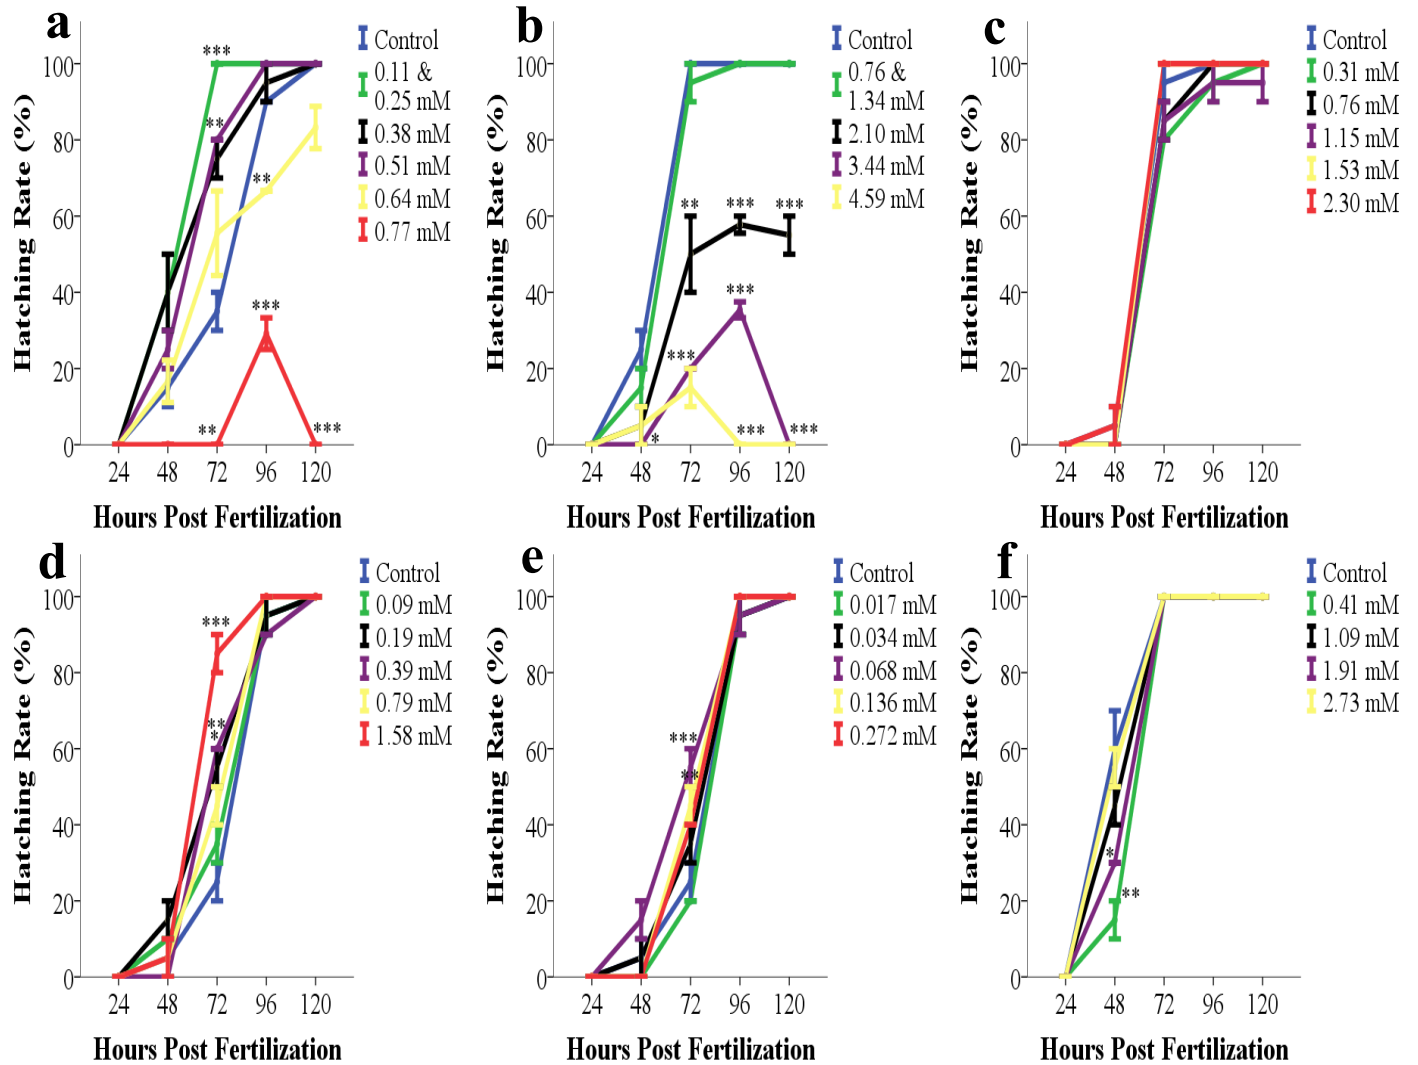 a
Hatching Rate (%)
100
80
60
40
20
0
24 48 72 96 120
Hours Post Fertilization
***
**
**
**
***
***
Control
0.11 &
0.25 mM
0.38 mM
0.51 mM
0.64 mM
0.77 mM
b
Hatching Rate (%)
100
80
60
40
20
0
24 48 72 96 120
Hours Post Fertilization
** *** ***
***
***
*
***
***
Control
0.76 &
1.34 mM
2.10 mM
3.44 mM
4.59 mM
c
Hatching Rate (%)
100
80
60
40
20
0
24 48 72 96 120
Hours Post Fertilization
Control
0.31 mM
0.76 mM
1.15 mM
1.53 mM
2.30 mM
d
Hatching Rate (%)
100
80
60
40
20
0
24 48 72 96 120
Hours Post Fertilization
***
**
*
Control
0.09 mM
0.19 mM
0.39 mM
0.79 mM
1.58 mM
e
Hatching Rate (%)
100
80
60
40
20
0
24 48 72 96 120
Hours Post Fertilization
***
**
Control
0.017 mM
0.034 mM
0.068 mM
0.136 mM
0.272 mM
f
Hatching Rate (%)
100
80
60
40
20
0
24 48 72 96 120
Hours Post Fertilization
*
**
Control
0.41 mM
1.09 mM
1.91 mM
2.73 mM